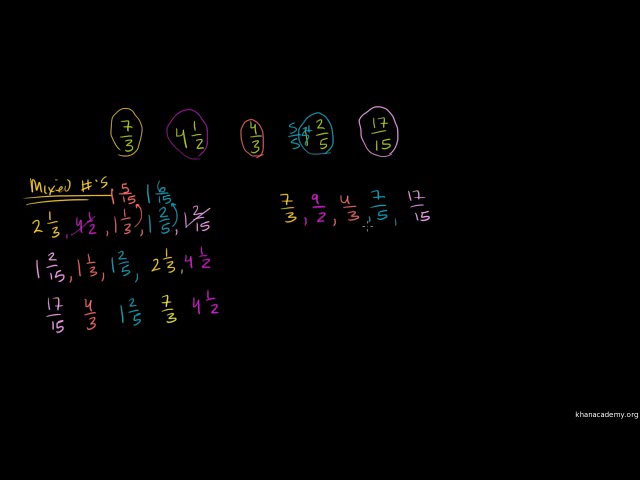 7/3 4 1/2 4/3 2/5 17/15
Mixed #'s 1 5/15 1 6/15
2 1/3, 4 1/2, 1 1/3, 1 2/5, 1 2/15
7/3, 9/2, 4/3, 7/5, 17/15
1 2/15, 1 1/3, 1 2/5, 2 1/3, 4 1/2
17/15 4/3 1 2/5 7/3 4 1/2
khanacademy.org